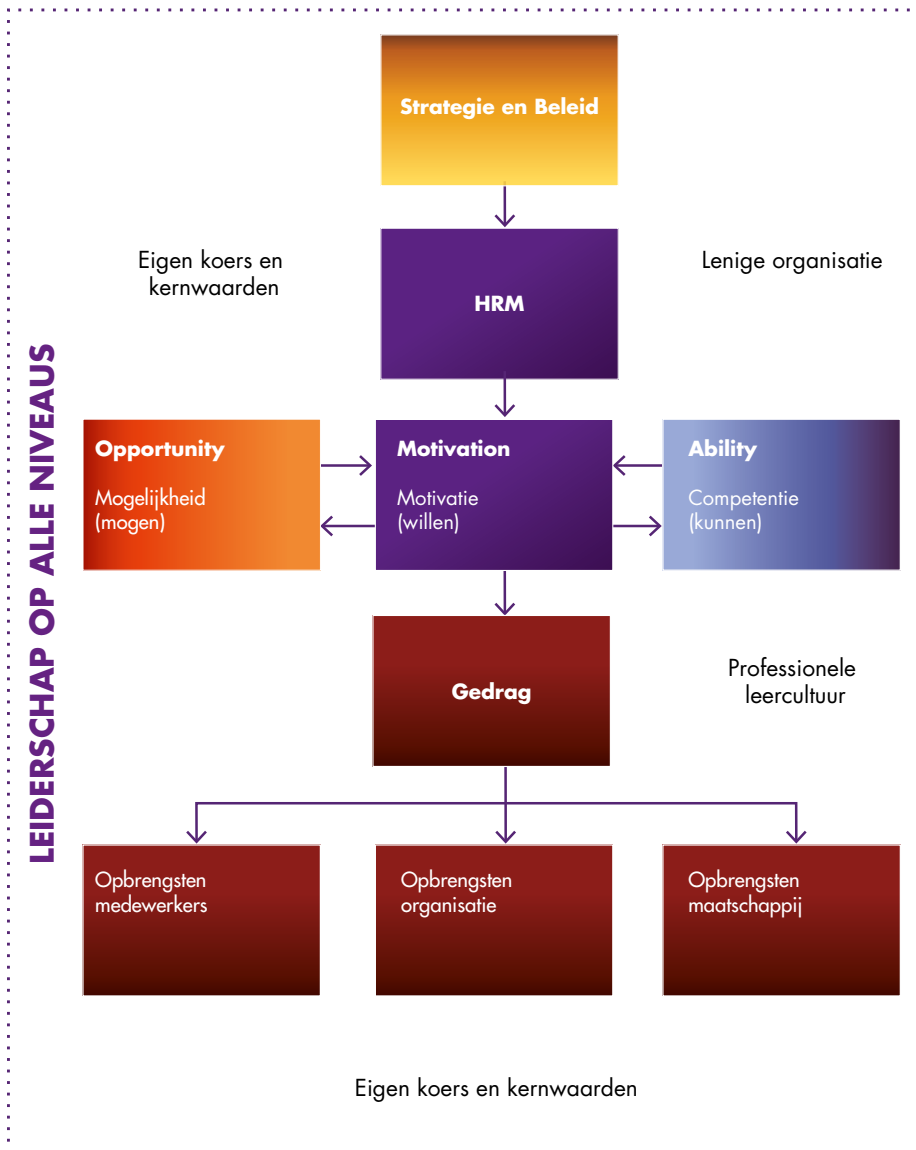 Strategie en Beleid
Eigen koers en
kernwaarden
Lenige organisatie
HRM
LEIDERSCHAP OP ALLE NIVEAUS
Opportunity
Mogelijkheid
(mogen)
Motivation
Motivatie
(willen)
Ability
Competentie
(kunnen)
Gedrag
Professionele
leercultuur
Opbrengsten
medewerkers
Opbrengsten
organisatie
Opbrengsten
maatschappij
Eigen koers en kernwaarden